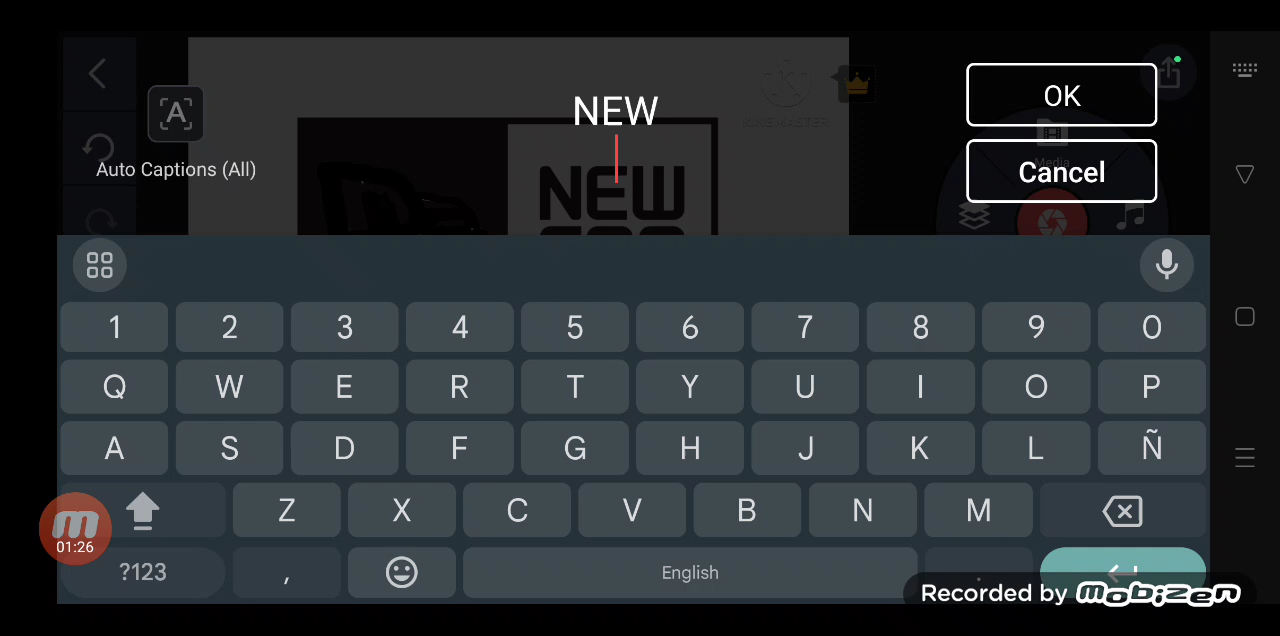 NEW
OK
KINEMASTER
Media
Auto Captions (All)
Cancel
NEW
1 2 3 4 5 6 7 8 9 0
Q W E R T Y U I O P
A S D F G H J K L Ñ
Z X C V B N M
01:26
?123 , English .
Recorded by mobizen